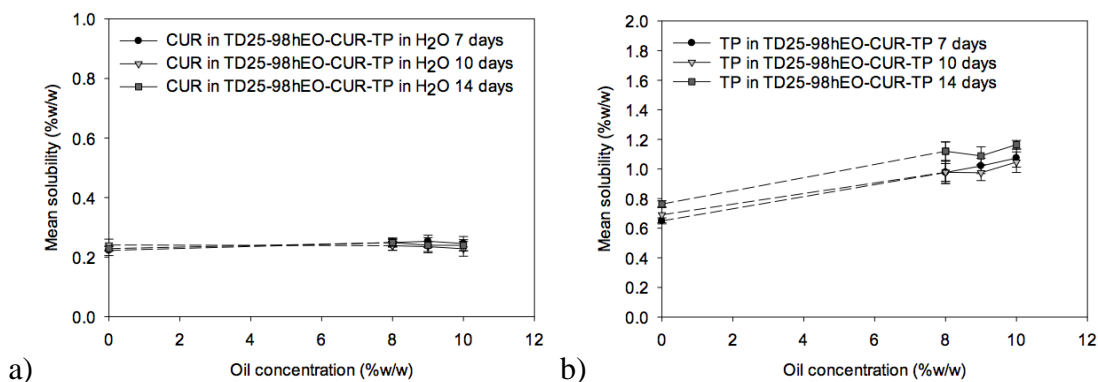 a)
Mean solubility (%w/w)
1.0
0.8
0.6
0.4
0.2
0.0
CUR in TD25-98hEO-CUR-TP in H2O 7 days
CUR in TD25-98hEO-CUR-TP in H2O 10 days
CUR in TD25-98hEO-CUR-TP in H2O 14 days
0 2 4 6 8 10 12
Oil concentration (%w/w)
b)
Mean solubility (%w/w)
2.0
1.8
1.6
1.4
1.2
1.0
0.8
0.6
0.4
0.2
0.0
TP in TD25-98hEO-CUR-TP 7 days
TP in TD25-98hEO-CUR-TP 10 days
TP in TD25-98hEO-CUR-TP 14 days
0 2 4 6 8 10 12
Oil concentration (%w/w)